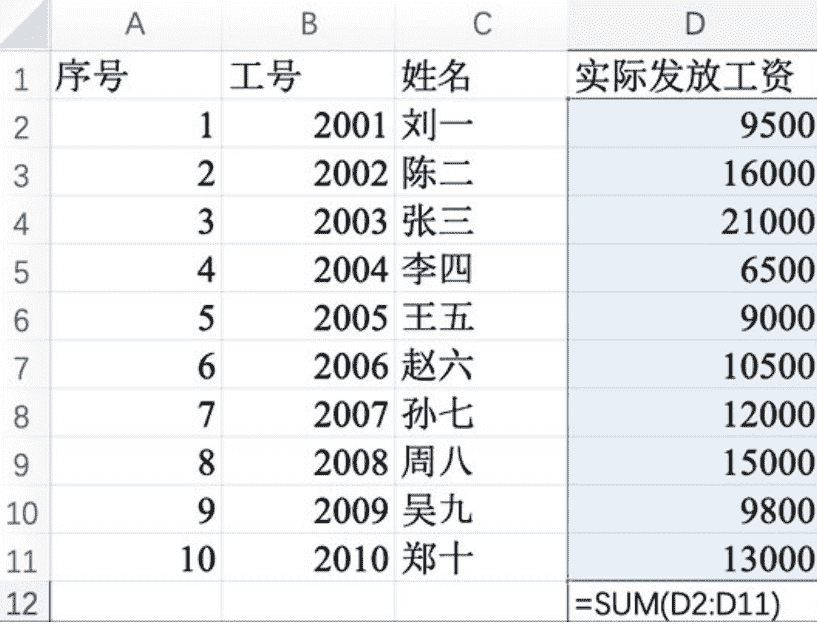 A B C D
1 序号 工号 姓名 实际发放工资
2 1 2001 刘一 9500
3 2 2002 陈二 16000
4 3 2003 张三 21000
5 4 2004 李四 6500
6 5 2005 王五 9000
7 6 2006 赵六 10500
8 7 2007 孙七 12000
9 8 2008 周八 15000
10 9 2009 吴九 9800
11 10 2010 郑十 13000
12 =SUM(D2:D11)